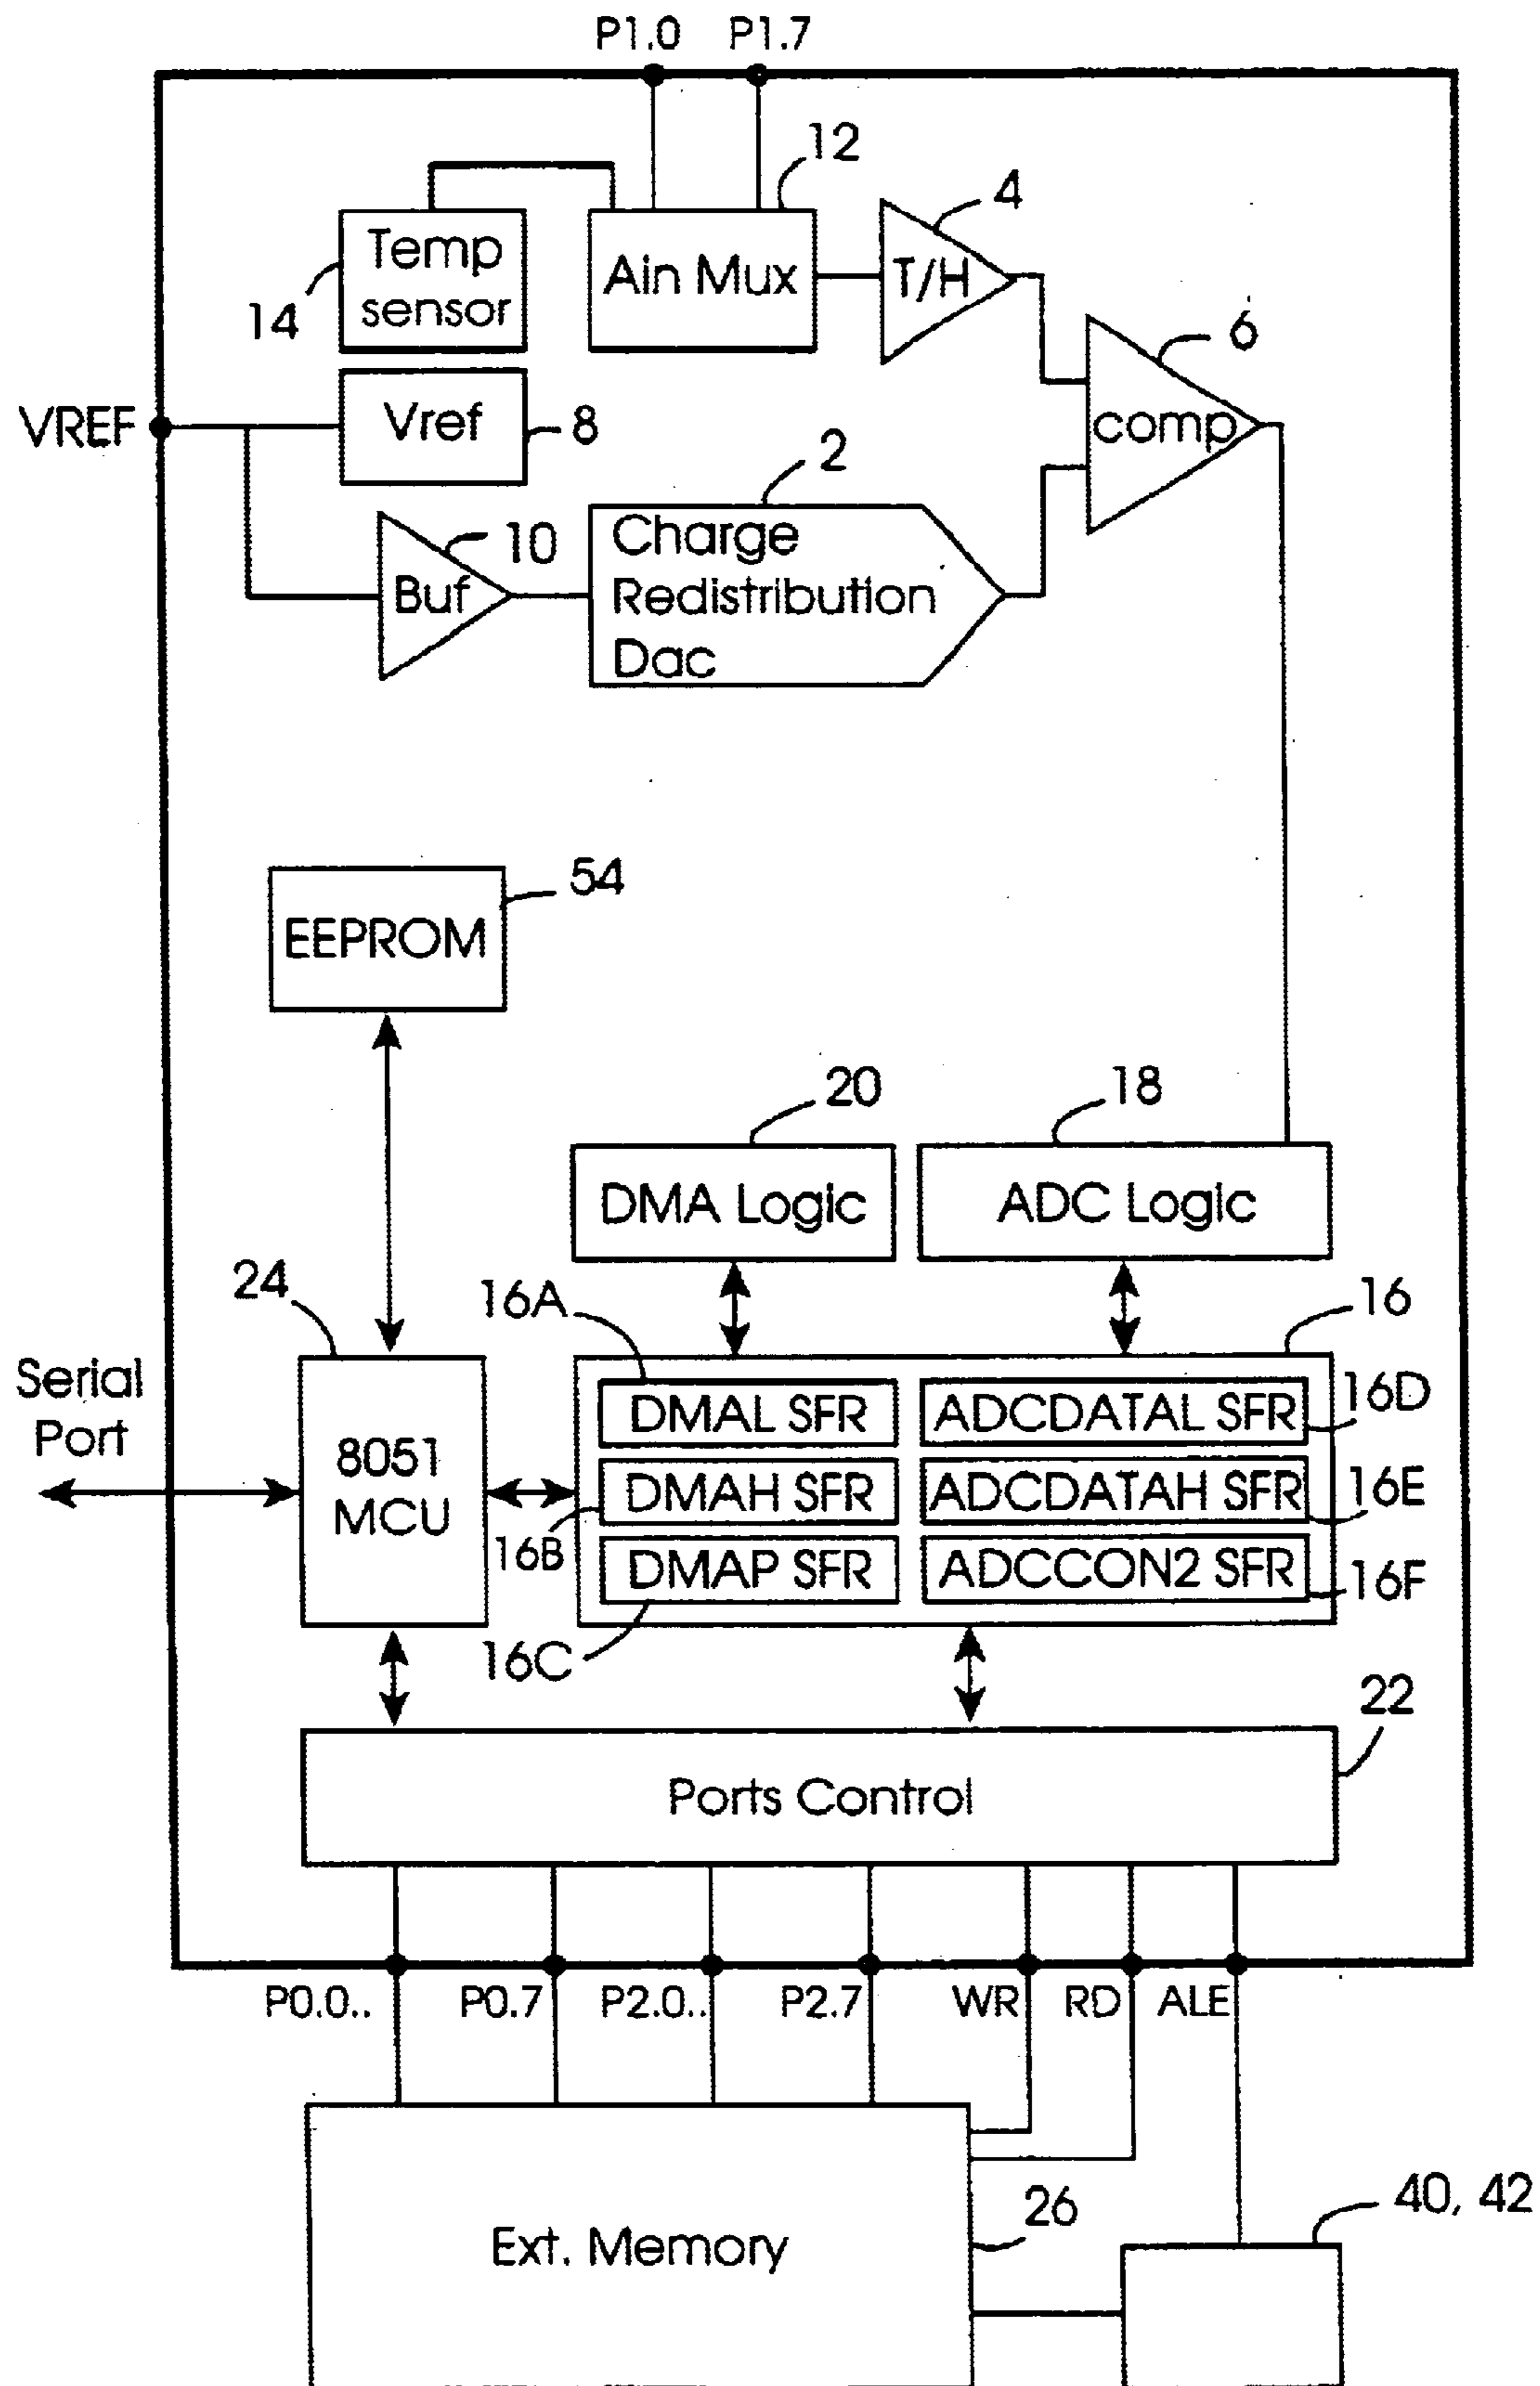 P1.0 P1.7
12
4
Temp
sensor
14
Ain Mux
T/H
6
VREF
Vref
8
comp
2
10
Buf
Charge
Redistribution
Dac
54
EEPROM
20
18
DMA Logic
ADC Logic
24
16A
16
Serial
Port
8051
MCU
DMAL SFR
ADCDATAL SFR
16D
DMAH SFR
ADCDATAH SFR
16E
16B
DMAP SFR
ADCCON2 SFR
16F
16C
22
Ports Control
P0.0.. P0.7 P2.0.. P2.7 WR RD ALE
26
40, 42
Ext. Memory